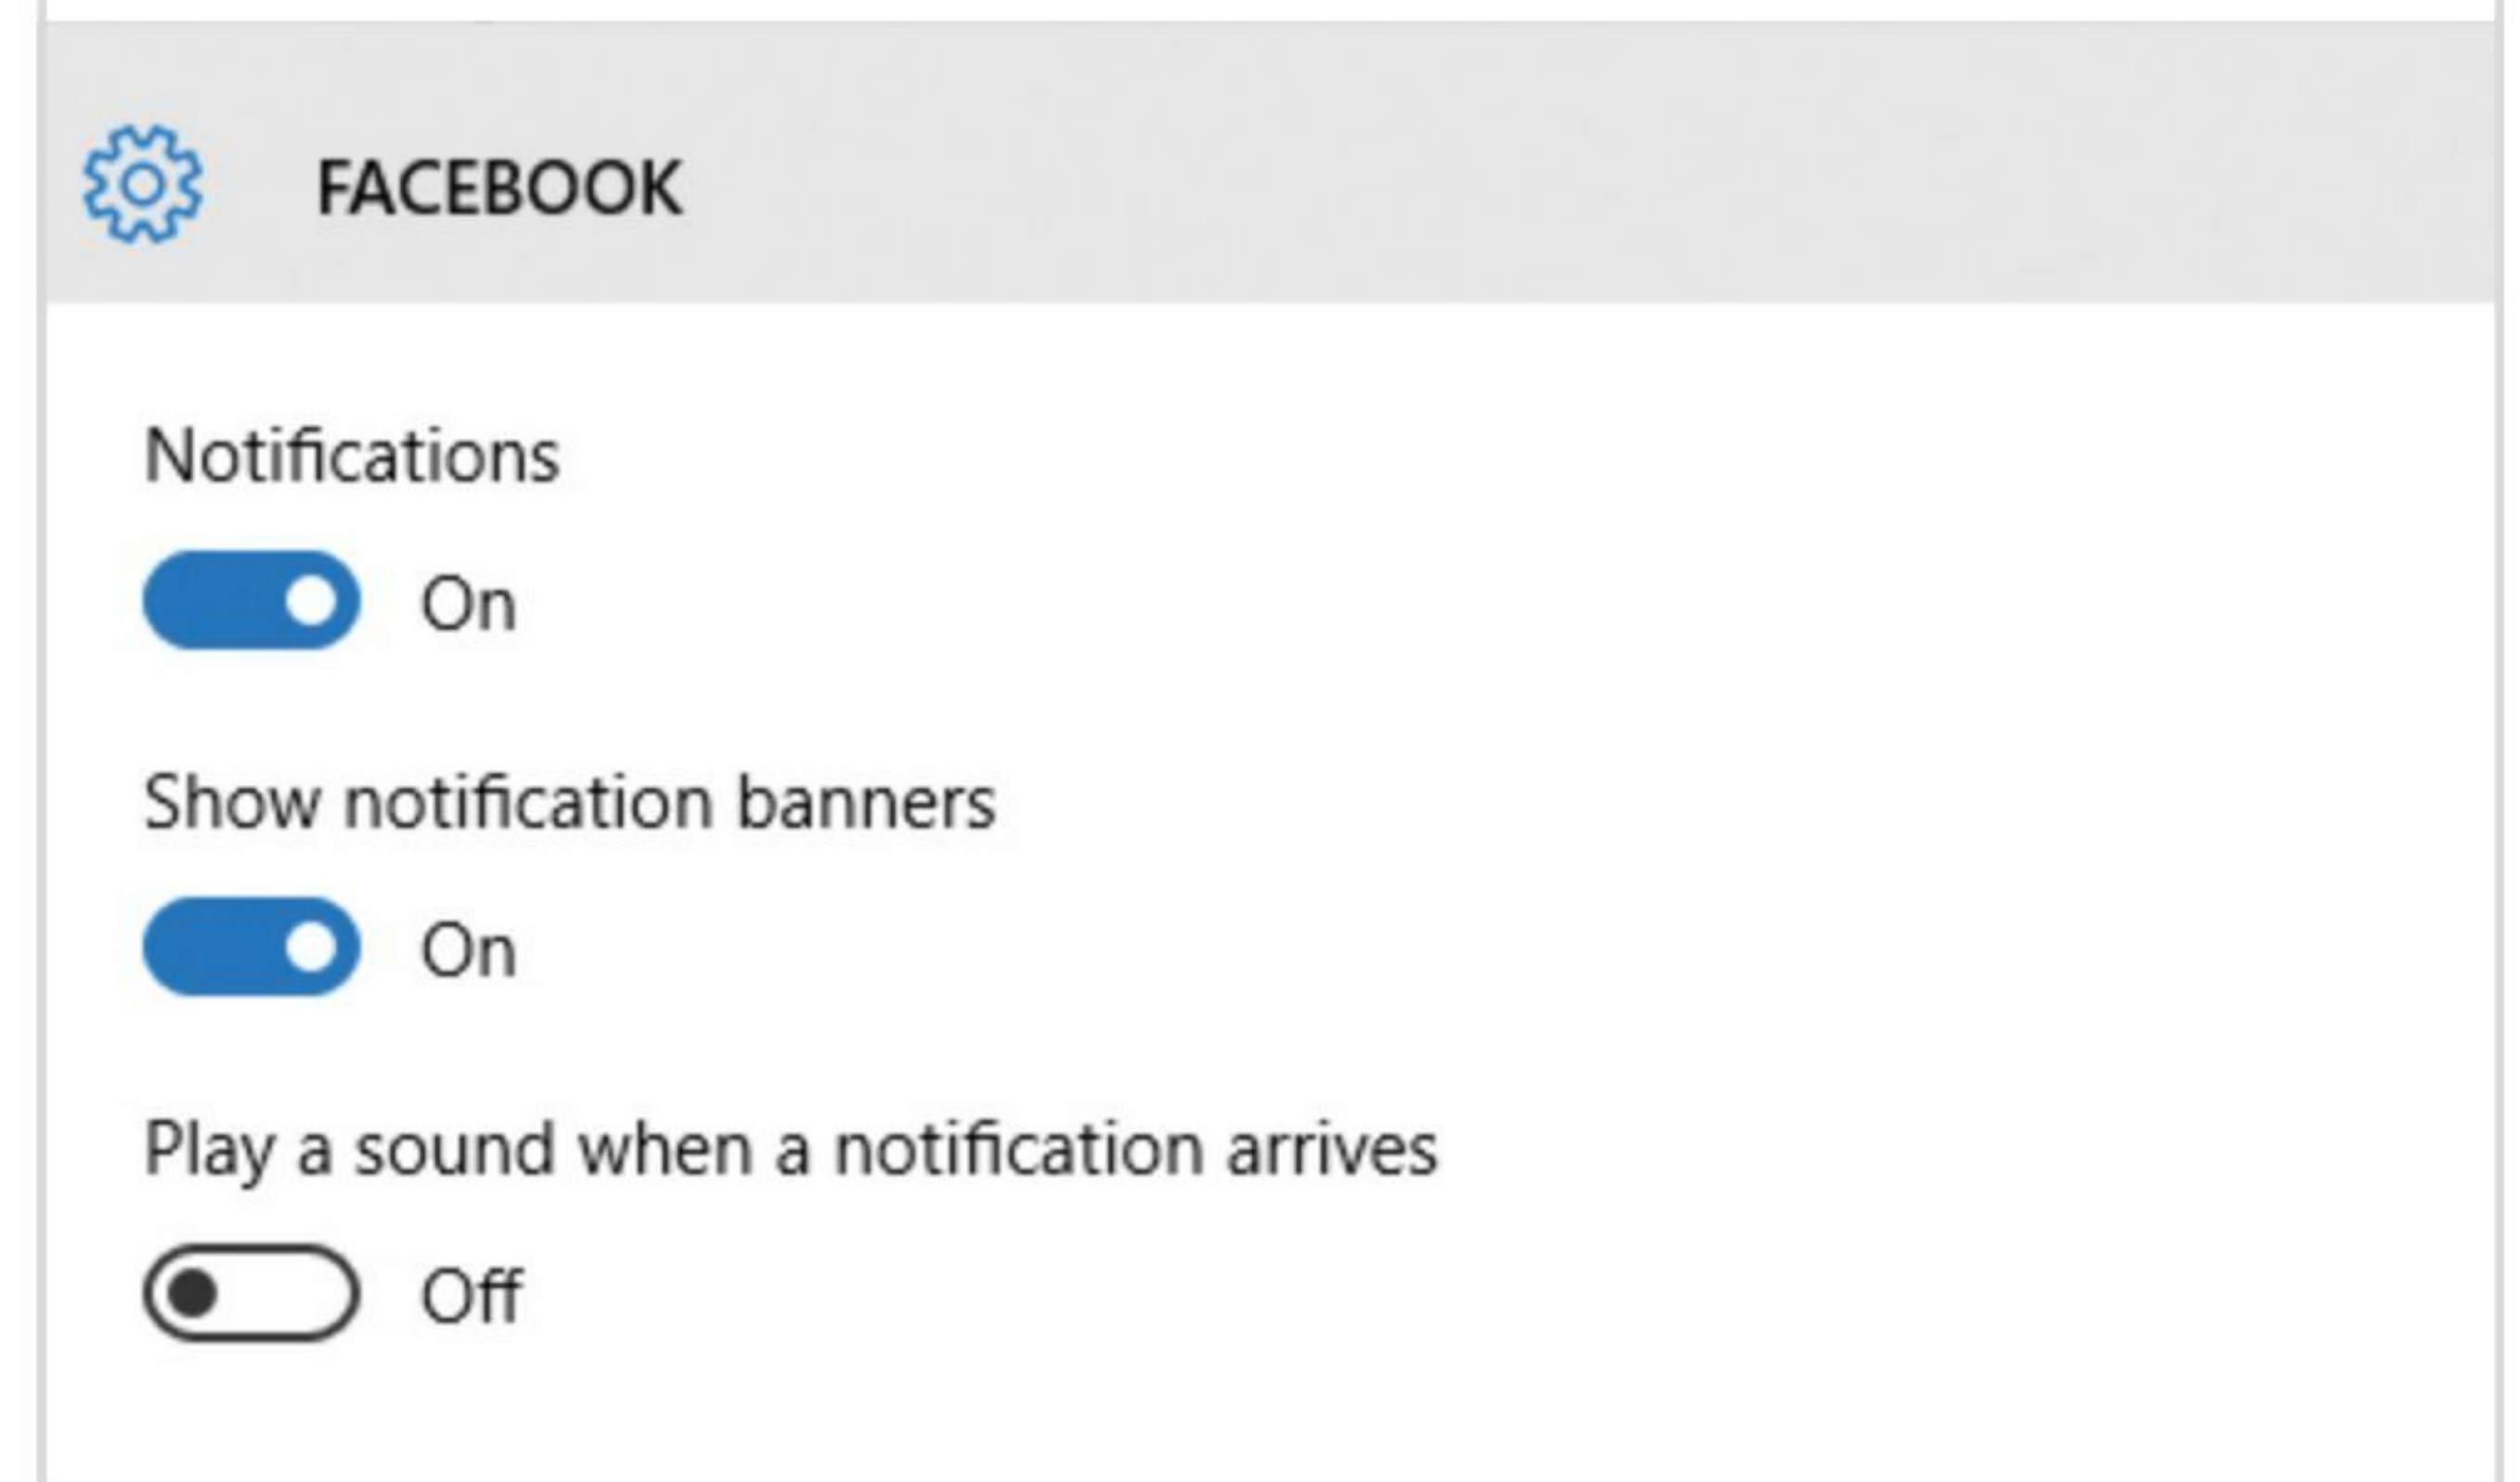 FACEBOOK
Notifications
On
Show notification banners
On
Play a sound when a notification arrives
Off